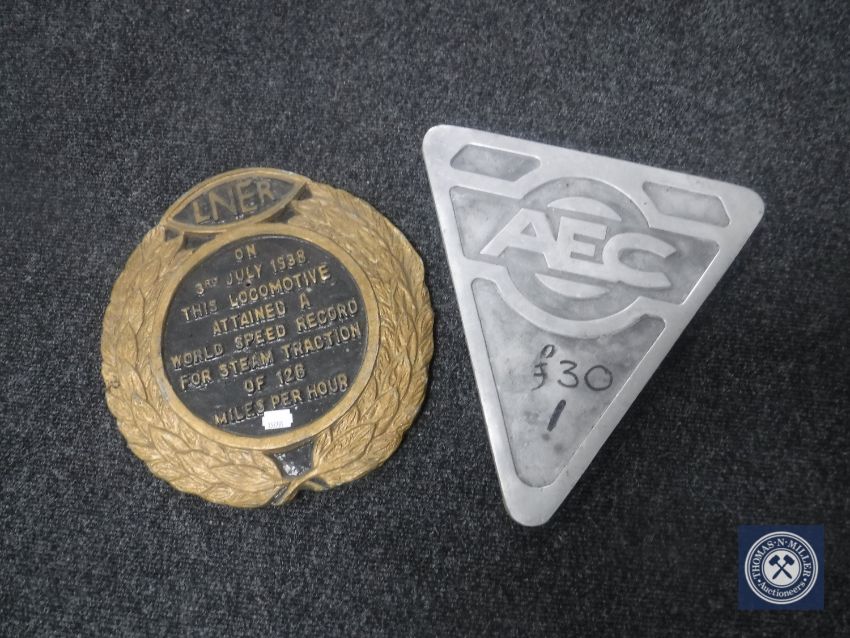 LNER
ON
3RD JULY 1938
THIS LOCOMOTIVE
ATTAINED A
WORLD SPEED RECORD
FOR STEAM TRACTION
OF 126
MILES PER HOUR
AEC
£30
1
THOMAS·N·MILLER
Auctioneers